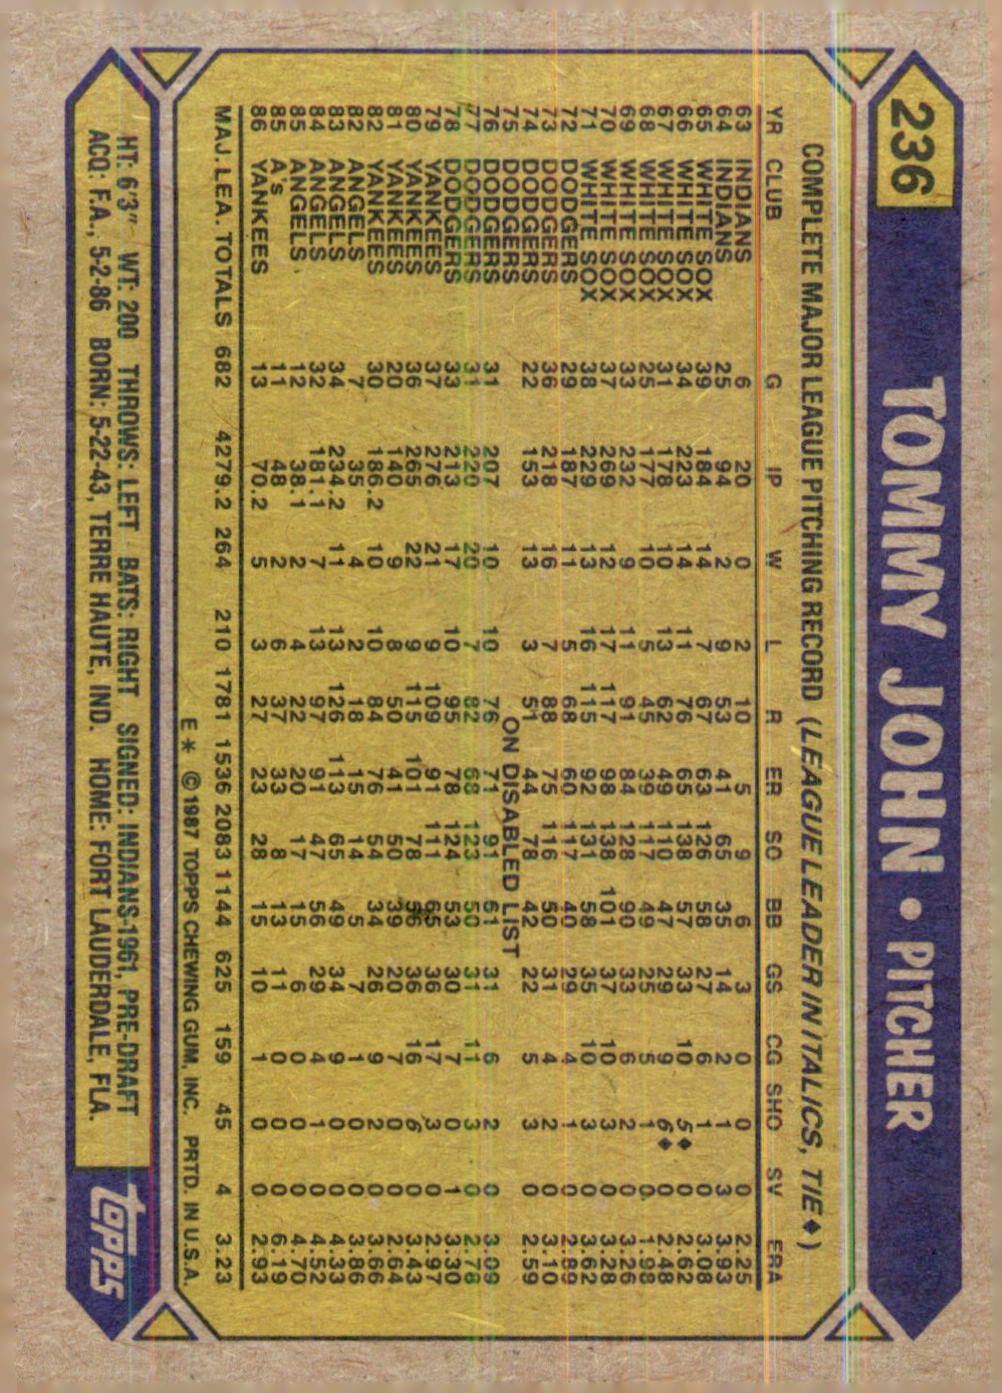 236
TOMMY JOHN • PITCHER
COMPLETE MAJOR LEAGUE PITCHING RECORD (LEAGUE LEADER IN ITALICS, TIE♦)
YR CLUB G IP W L R ER SO BB GS CG SHO SV ERA
63 INDIANS 6 20 0 2 10 5 9 6 3 0 0 0 2.25
64 INDIANS 25 94 2 9 53 41 65 35 14 2 1 3 3.93
65 WHITE SOX 39 184 14 7 67 63 126 58 27 6 1 0 3.08
66 WHITE SOX 34 223 14 11 76 65 138 57 33 10 5♦ 0 2.62
67 WHITE SOX 31 178 10 13 62 49 110 47 29 9 6♦ 0 2.48
68 WHITE SOX 25 177 10 5 45 39 117 49 25 5 1 0 1.98
69 WHITE SOX 33 232 9 11 91 84 128 90 33 6 2 0 3.26
70 WHITE SOX 37 269 12 17 117 98 138 101 37 10 3 0 3.28
71 WHITE SOX 38 229 13 16 115 92 131 58 35 10 3 0 3.62
72 DODGERS 29 187 11 5 68 60 117 40 29 4 1 0 2.89
73 DODGERS 36 218 16 7 88 75 116 50 31 4 2 0 3.10
74 DODGERS 22 153 13 3 51 44 78 42 22 5 3 0 2.59
75 DODGERS ON DISABLED LIST
76 DODGERS 31 207 10 10 76 71 91 61 31 6 2 0 3.09
77 DODGERS 31 220 20 7 82 68 123 50 31 11 3 0 2.78
78 DODGERS 33 213 17 10 95 78 124 53 30 7 0 1 3.30
79 YANKEES 37 276 21 9 109 91 111 65 36 17 3 0 2.97
80 YANKEES 36 265 22 9 115 101 78 56 36 16 6 0 3.43
81 YANKEES 20 140 9 8 50 41 50 39 20 7 0 0 2.64
82 YANKEES 30 186.2 10 10 84 76 54 34 26 9 2 0 3.66
82 ANGELS 7 35 4 2 18 15 14 5 7 1 0 0 3.86
83 ANGELS 34 234.2 11 13 126 113 65 49 34 9 0 0 4.33
84 ANGELS 32 181.1 7 13 97 91 47 56 29 4 1 0 4.52
85 ANGELS 12 38.1 2 4 22 20 17 15 6 0 0 0 4.70
85 A's 11 48 2 6 37 33 8 13 11 0 0 0 6.19
86 YANKEES 13 70.2 5 3 27 23 28 15 10 1 0 0 2.93
MAJ. LEA. TOTALS 682 4279.2 264 210 1781 1536 2083 1144 625 159 45 4 3.23
E * © 1987 TOPPS CHEWING GUM, INC. PRTD. IN U.S.A.
HT: 6'3" WT: 200 THROWS: LEFT BATS: RIGHT SIGNED: INDIANS-1961, PRE-DRAFT
ACQ: F.A., 5-2-86 BORN: 5-22-43, TERRE HAUTE, IND. HOME: FORT LAUDERDALE, FLA.
topps